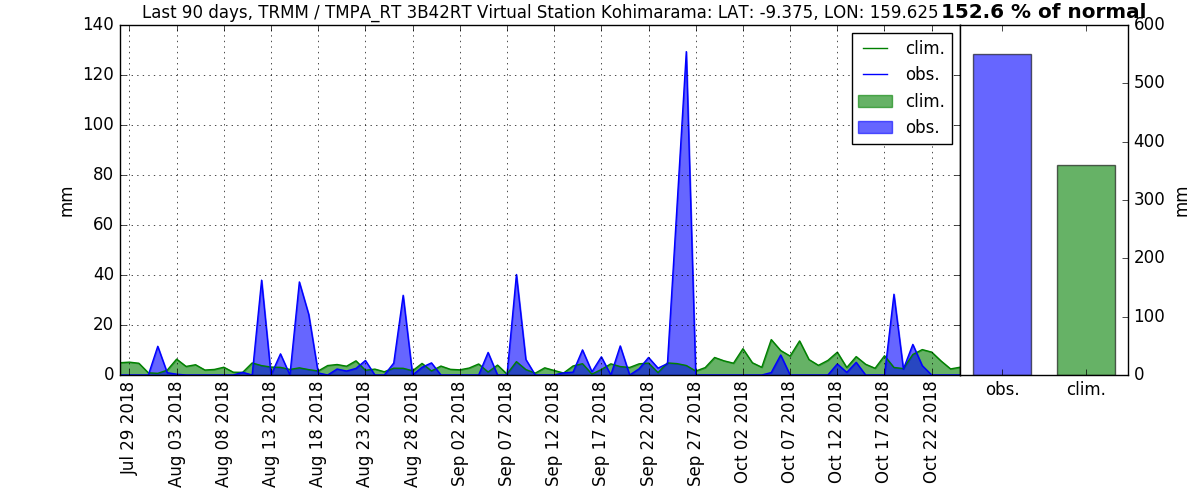 Last 90 days, TRMM / TMPA_RT 3B42RT Virtual Station Kohimarama: LAT: -9.375, LON: 159.625
152.6 % of normal
140
120
100
80
60
40
20
0
mm
clim.
obs.
clim.
obs.
Jul 29 2018
Aug 03 2018
Aug 08 2018
Aug 13 2018
Aug 18 2018
Aug 23 2018
Aug 28 2018
Sep 02 2018
Sep 07 2018
Sep 12 2018
Sep 17 2018
Sep 22 2018
Sep 27 2018
Oct 02 2018
Oct 07 2018
Oct 12 2018
Oct 17 2018
Oct 22 2018
600
500
400
300
200
100
0
mm
obs.
clim.